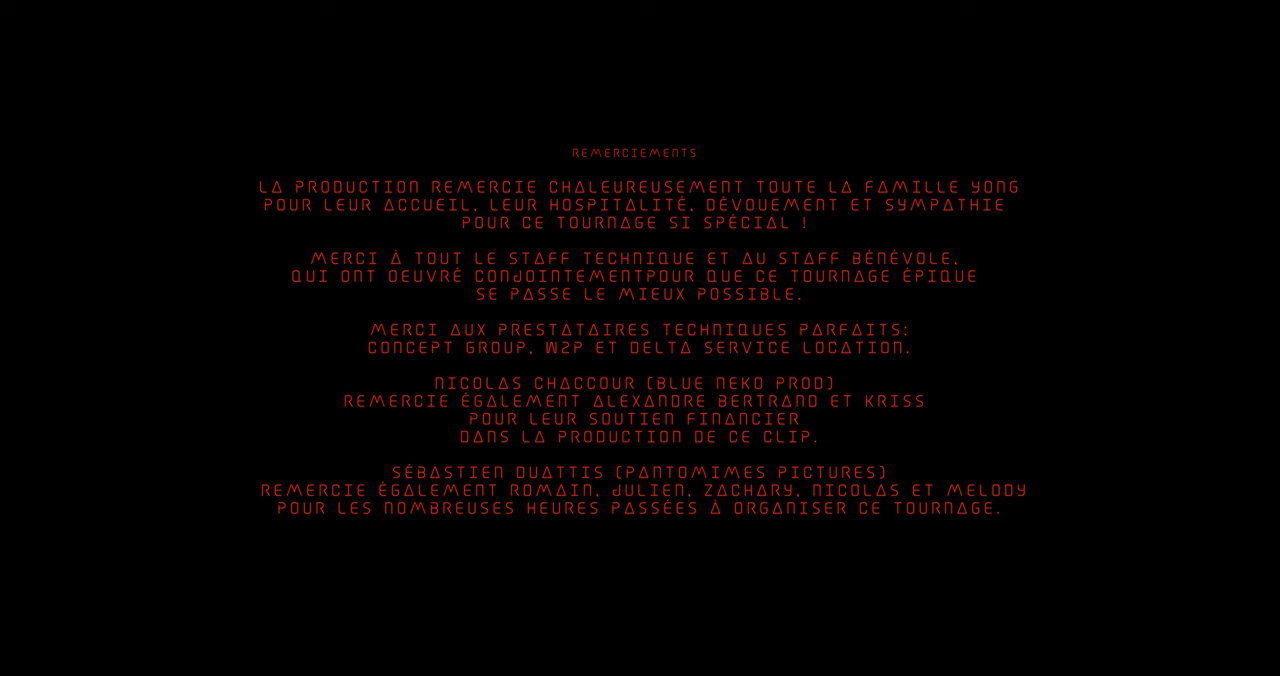 REMERCIEMENTS
LA PRODUCTION REMERCIE CHALEUREUSEMENT TOUTE LA FAMILLE YONG
POUR LEUR ACCUEIL, LEUR HOSPITALITÉ, DÉVOUEMENT ET SYMPATHIE
POUR CE TOURNAGE SI SPÉCIAL !
MERCI À TOUT LE STAFF TECHNIQUE ET AU STAFF BÉNÉVOLE,
QUI ONT OEUVRÉ CONJOINTEMENTPOUR QUE CE TOURNAGE ÉPIQUE
SE PASSE LE MIEUX POSSIBLE.
MERCI AUX PRESTATAIRES TECHNIQUES PARFAITS:
CONCEPT GROUP, W2P ET DELTA SERVICE LOCATION.
NICOLAS CHACCOUR (BLUE NEKO PROD)
REMERCIE ÉGALEMENT ALEXANDRE BERTRAND ET KRISS
POUR LEUR SOUTIEN FINANCIER
DANS LA PRODUCTION DE CE CLIP.
SÉBASTIEN DUATTIS (PANTOMIMES PICTURES)
REMERCIE ÉGALEMENT ROMAIN, JULIEN, ZACHARY, NICOLAS ET MELODY
POUR LES NOMBREUSES HEURES PASSÉES À ORGANISER CE TOURNAGE.